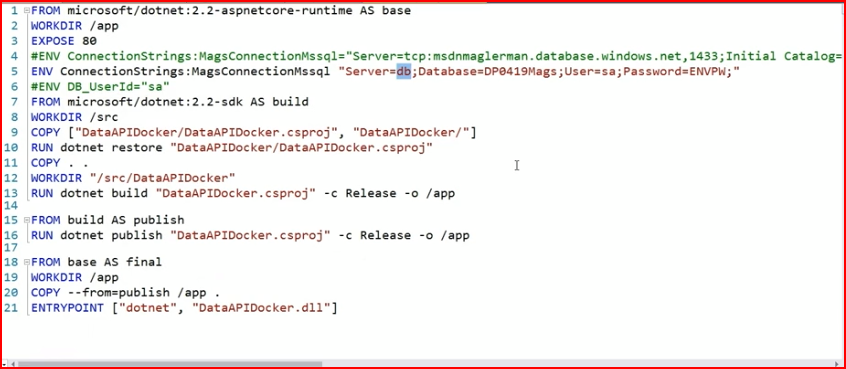 1 FROM microsoft/dotnet:2.2-aspnetcore-runtime AS base
2 WORKDIR /app
3 EXPOSE 80
4 #ENV ConnectionStrings:MagsConnectionMssql="Server=tcp:msdnmaglerman.database.windows.net,1433;Initial Catalog=
5 ENV ConnectionStrings:MagsConnectionMssql "Server=db;Database=DP0419Mags;User=sa;Password=ENVPW;"
6 #ENV DB_UserId="sa"
7 FROM microsoft/dotnet:2.2-sdk AS build
8 WORKDIR /src
9 COPY ["DataAPIDocker/DataAPIDocker.csproj", "DataAPIDocker/"]
10 RUN dotnet restore "DataAPIDocker/DataAPIDocker.csproj"
11 COPY . .
12 WORKDIR "/src/DataAPIDocker"
13 RUN dotnet build "DataAPIDocker.csproj" -c Release -o /app
14
15 FROM build AS publish
16 RUN dotnet publish "DataAPIDocker.csproj" -c Release -o /app
17
18 FROM base AS final
19 WORKDIR /app
20 COPY --from=publish /app .
21 ENTRYPOINT ["dotnet", "DataAPIDocker.dll"]